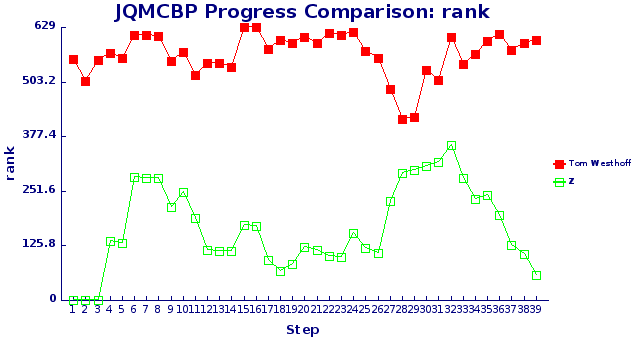 JQMCBP Progress Comparison: rank
629
503.2
377.4
251.6
125.8
0
rank
1 2 3 4 5 6 7 8 9 10 11 12 13 14 15 16 17 18 19 20 21 22 23 24 25 26 27 28 29 30 31 32 33 34 35 36 37 38 39
Step
Tom Westhoff
z